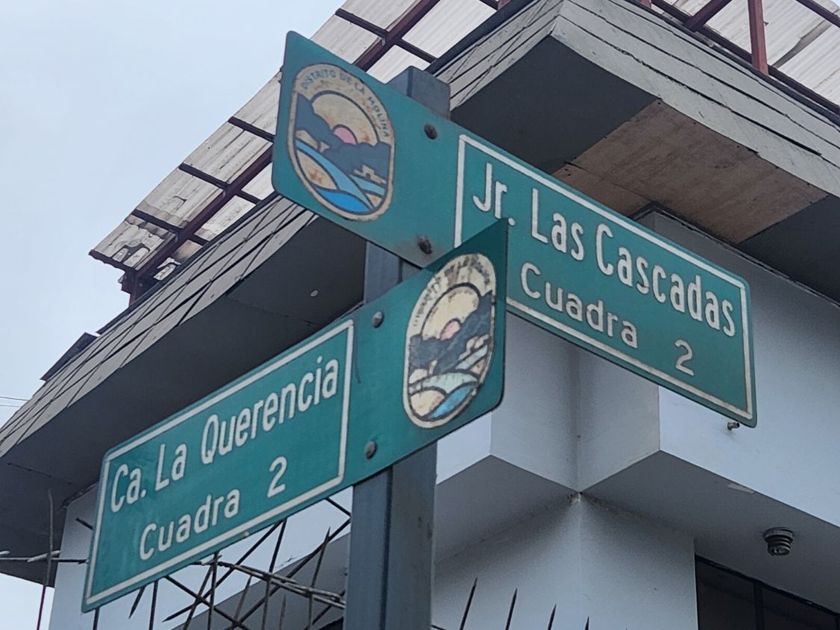 DISTRITO DE LA MOLINA
Jr. Las Cascadas
Cuadra 2
Ca. La Querencia
Cuadra 2